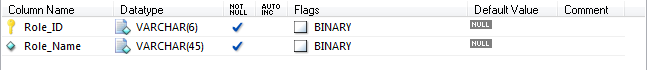 Column Name Datatype NOT NULL AUTO INC Flags Default Value Comment
Role_ID VARCHAR(6) BINARY NULL
Role_Name VARCHAR(45) BINARY NULL